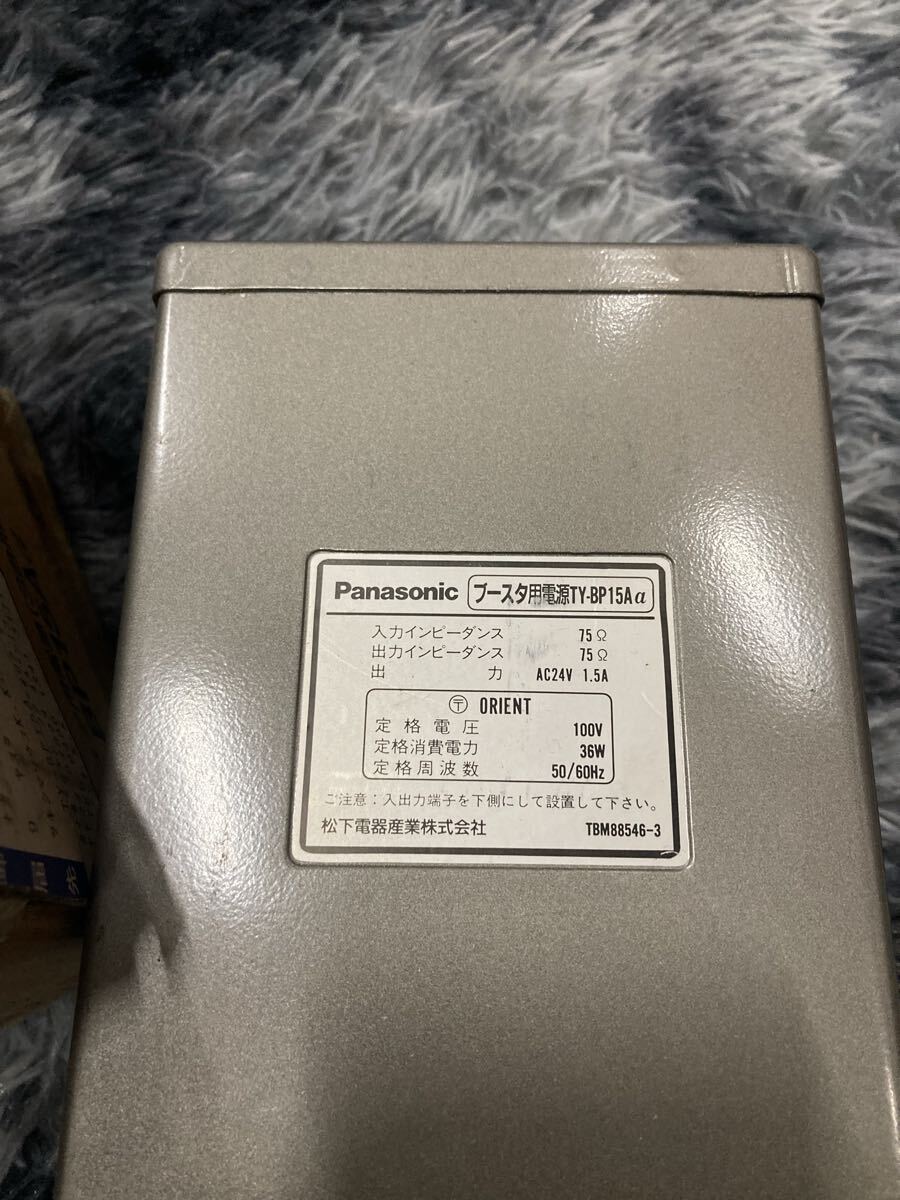 Panasonic ブースタ用電源TY-BP15Aα
入力インピーダンス 75Ω
出力インピーダンス 75Ω
出力 AC24V 1.5A
〶 ORIENT
定格電圧 100V
定格消費電力 36W
定格周波数 50/60Hz
ご注意:入出力端子を下側にして設置して下さい。
松下電器産業株式会社 TBM88546-3